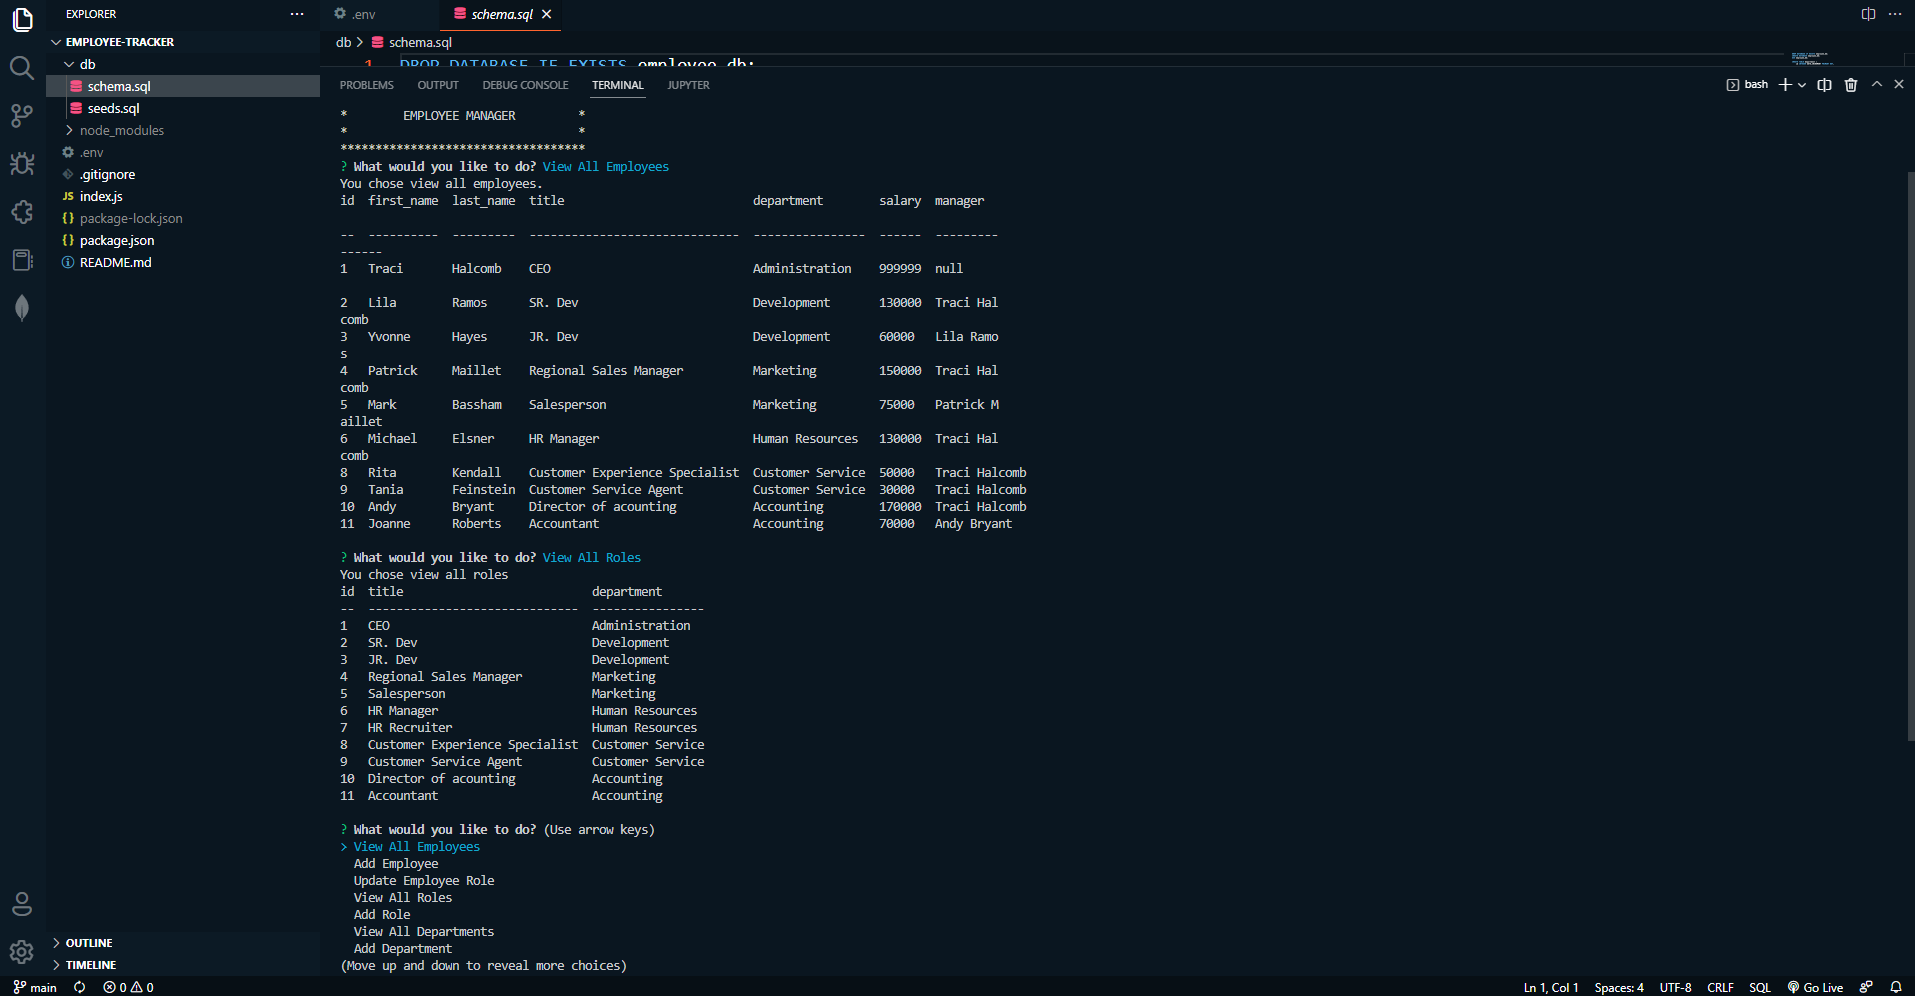 EXPLORER
EMPLOYEE-TRACKER
db
schema.sql
seeds.sql
node_modules
.env
.gitignore
JS index.js
{} package-lock.json
{} package.json
README.md
OUTLINE
TIMELINE
.env
schema.sql
db > schema.sql
1 DROP DATABASE IF EXISTS employee_db;
PROBLEMS OUTPUT DEBUG CONSOLE TERMINAL JUPYTER
bash
* EMPLOYEE MANAGER *
* *
***********************************
? What would you like to do? View All Employees
You chose view all employees.
id first_name last_name title department salary manager
-- ---------- --------- ------------------------------ ---------------- ------ ---------
------
1 Traci Halcomb CEO Administration 999999 null
2 Lila Ramos SR. Dev Development 130000 Traci Hal
comb
3 Yvonne Hayes JR. Dev Development 60000 Lila Ramo
s
4 Patrick Maillet Regional Sales Manager Marketing 150000 Traci Hal
comb
5 Mark Bassham Salesperson Marketing 75000 Patrick M
aillet
6 Michael Elsner HR Manager Human Resources 130000 Traci Hal
comb
8 Rita Kendall Customer Experience Specialist Customer Service 50000 Traci Halcomb
9 Tania Feinstein Customer Service Agent Customer Service 30000 Traci Halcomb
10 Andy Bryant Director of acounting Accounting 170000 Traci Halcomb
11 Joanne Roberts Accountant Accounting 70000 Andy Bryant
? What would you like to do? View All Roles
You chose view all roles
id title department
-- ------------------------------ ----------------
1 CEO Administration
2 SR. Dev Development
3 JR. Dev Development
4 Regional Sales Manager Marketing
5 Salesperson Marketing
6 HR Manager Human Resources
7 HR Recruiter Human Resources
8 Customer Experience Specialist Customer Service
9 Customer Service Agent Customer Service
10 Director of acounting Accounting
11 Accountant Accounting
? What would you like to do? (Use arrow keys)
> View All Employees
Add Employee
Update Employee Role
View All Roles
Add Role
View All Departments
Add Department
(Move up and down to reveal more choices)
main 0 0 Ln 1, Col 1 Spaces: 4 UTF-8 CRLF SQL Go Live